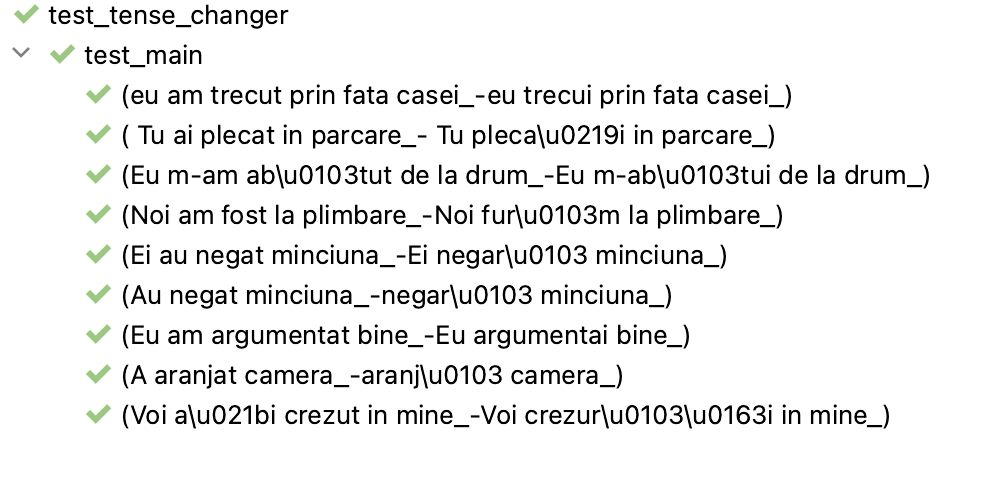 test_tense_changer
test_main
(eu am trecut prin fata casei_-eu trecui prin fata casei_)
( Tu ai plecat in parcare_- Tu pleca\u0219i in parcare_)
(Eu m-am ab\u0103tut de la drum_-Eu m-ab\u0103tui de la drum_)
(Noi am fost la plimbare_-Noi fur\u0103m la plimbare_)
(Ei au negat minciuna_-Ei negar\u0103 minciuna_)
(Au negat minciuna_-negar\u0103 minciuna_)
(Eu am argumentat bine_-Eu argumentai bine_)
(A aranjat camera_-aranj\u0103 camera_)
(Voi a\u021bi crezut in mine_-Voi crezur\u0103\u0163i in mine_)